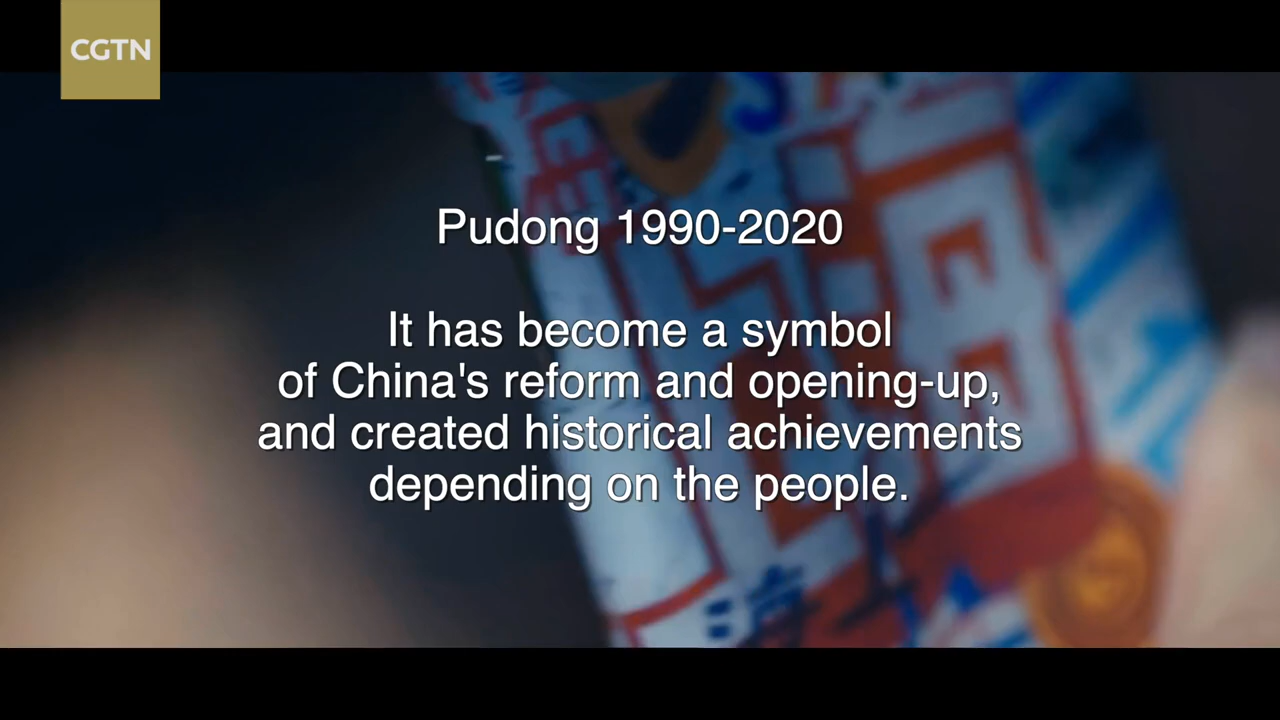 CGTN
Pudong 1990-2020
It has become a symbol
of China's reform and opening-up,
and created historical achievements
depending on the people.